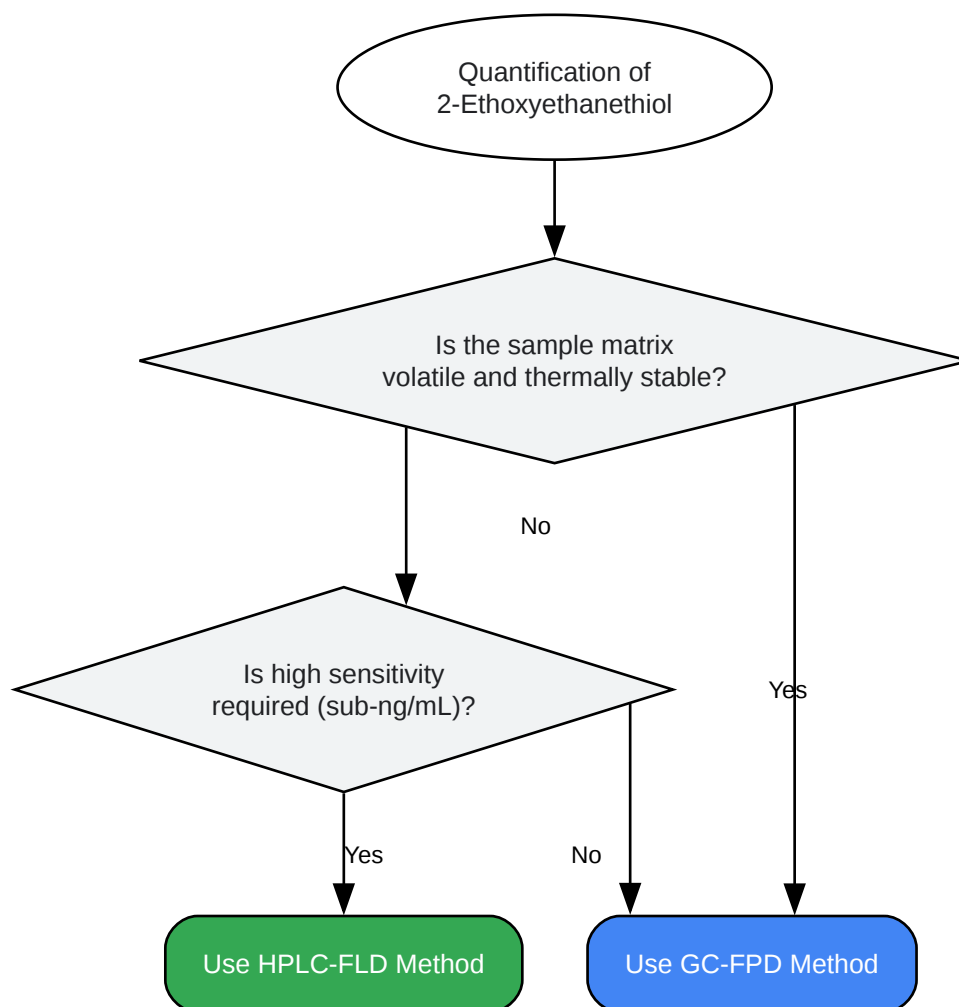 Quantification of
2-Ethoxyethanethiol
Is the sample matrix
volatile and thermally stable?
No
Is high sensitivity
required (sub-ng/mL)?
Yes
Yes
No
Use HPLC-FLD Method
Use GC-FPD Method